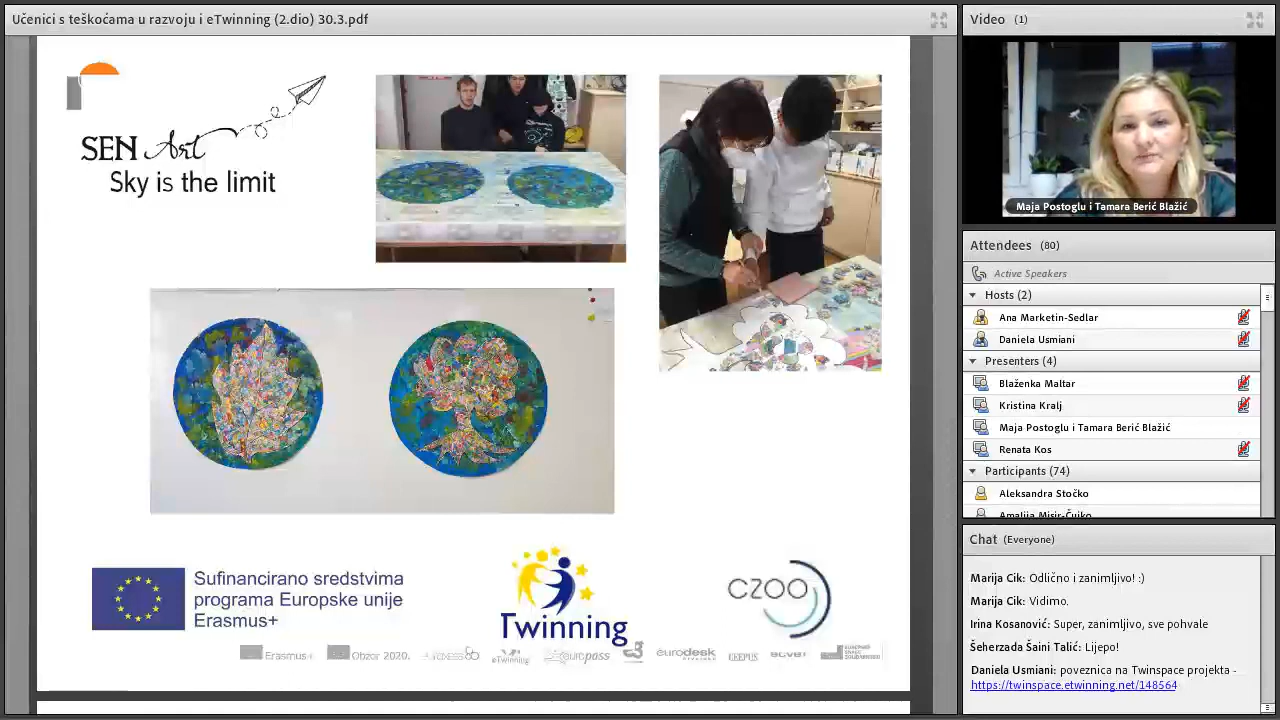 Učenici s teškoćama u razvoju i eTwinning (2.dio) 30.3.pdf
SEN Art
Sky is the limit
Sufinancirano sredstvima
programa Europske unije
Erasmus+
Twinning
CZOO
Erasmus+
Obzor 2020.
eTwinning
europass
eurodesk
CEEPUS
ECVET
Video (1)
Maja Postoglu i Tamara Berić Blažić
Attendees (80)
Active Speakers
Hosts (2)
Ana Marketin-Sedlar
Daniela Usmiani
Presenters (4)
Blaženka Maltar
Kristina Kralj
Maja Postoglu i Tamara Berić Blažić
Renata Kos
Participants (74)
Aleksandra Stočko
Chat (Everyone)
Marija Cik: Odlično i zanimljivo! :)
Marija Cik: Vidimo.
Irina Kosanović: Super, zanimljivo, sve pohvale
Šeherzada Šaini Talić: Lijepo!
Daniela Usmiani: poveznica na Twinspace projekta -
https://twinspace.etwinning.net/148564